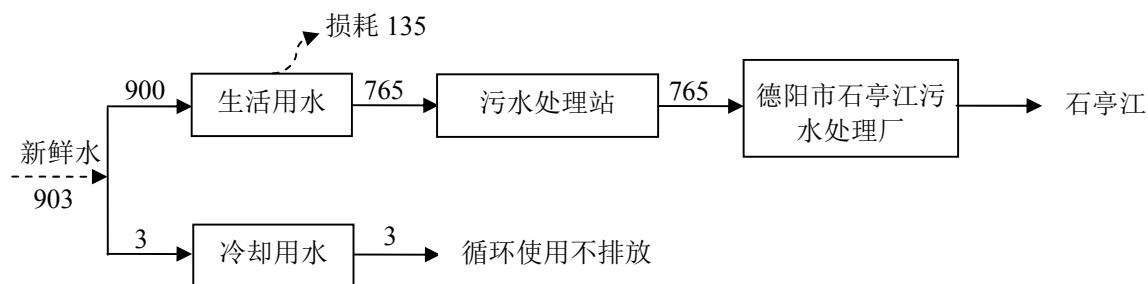 损耗 135
900
生活用水
765
污水处理站
765
德阳市石亭江污
水处理厂
石亭江
新鲜水
903
3
冷却用水
3
循环使用不排放